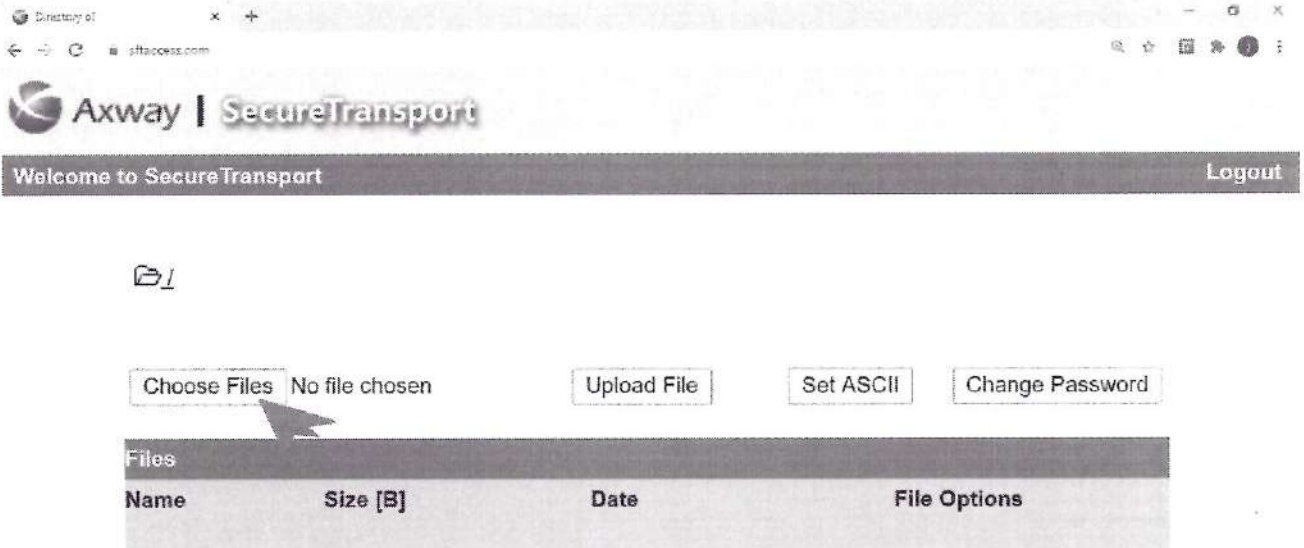 Directory of
sftaccess.com
Axway | SecureTransport
Welcome to SecureTransport
Logout
/
Choose Files No file chosen Upload File Set ASCII Change Password
Files
Name Size [B] Date File Options